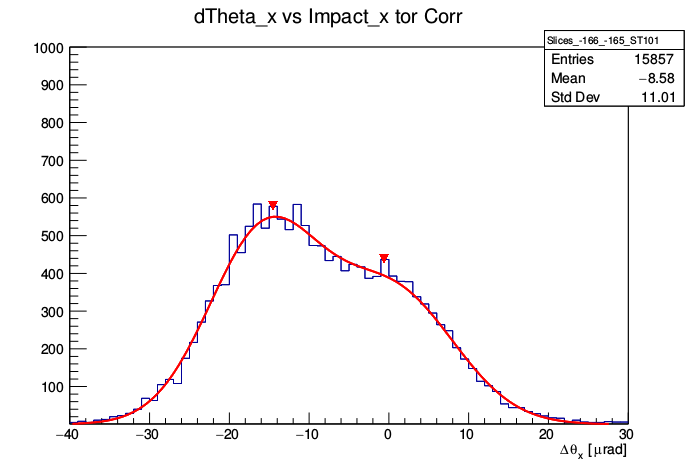 dTheta_x vs Impact_x tor Corr
Slices_-166_-165_ST101
Entries 15857
Mean −8.58
Std Dev 11.01
1000
900
800
700
600
500
400
300
200
100
−40 −30 −20 −10 0 10 20 30
Δθx [μrad]